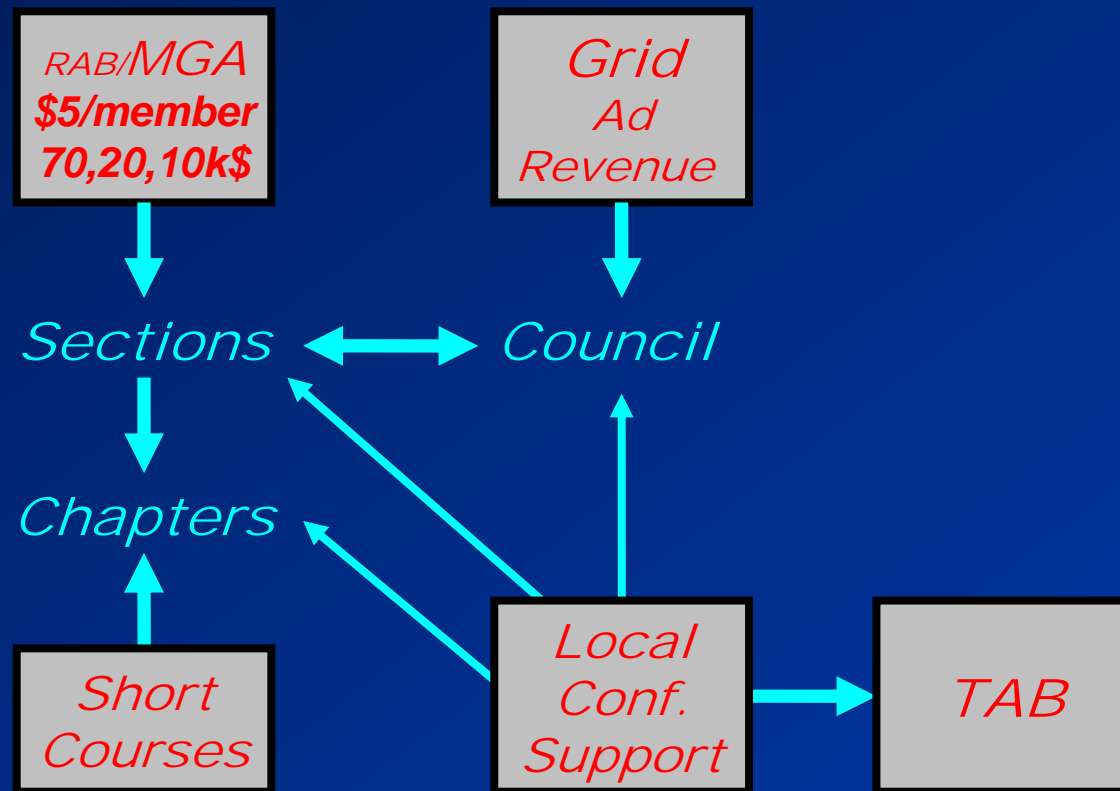 RAB/MGA
$5/member
70,20,10k$
Grid
Ad
Revenue
Sections
Council
Chapters
Short
Courses
Local
Conf.
Support
TAB